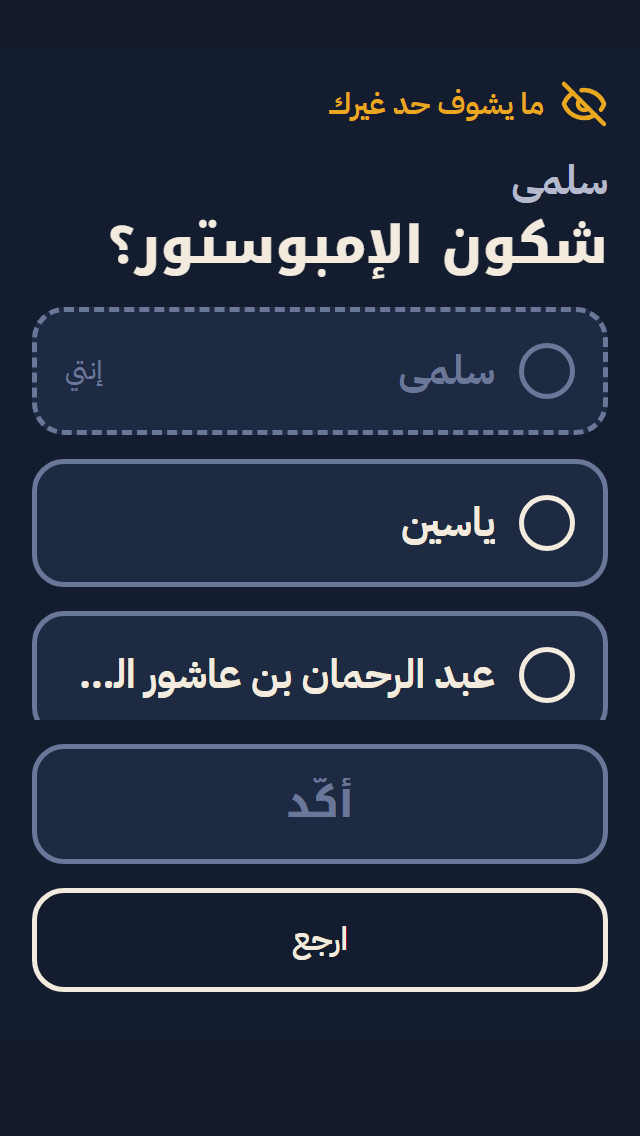 ما يشوف حد غيرك
سلمى
شكون الإمبوستور؟
سلمى
إنتي
ياسين
عبد الرحمان بن عاشور الـ...
أكّد
ارجع